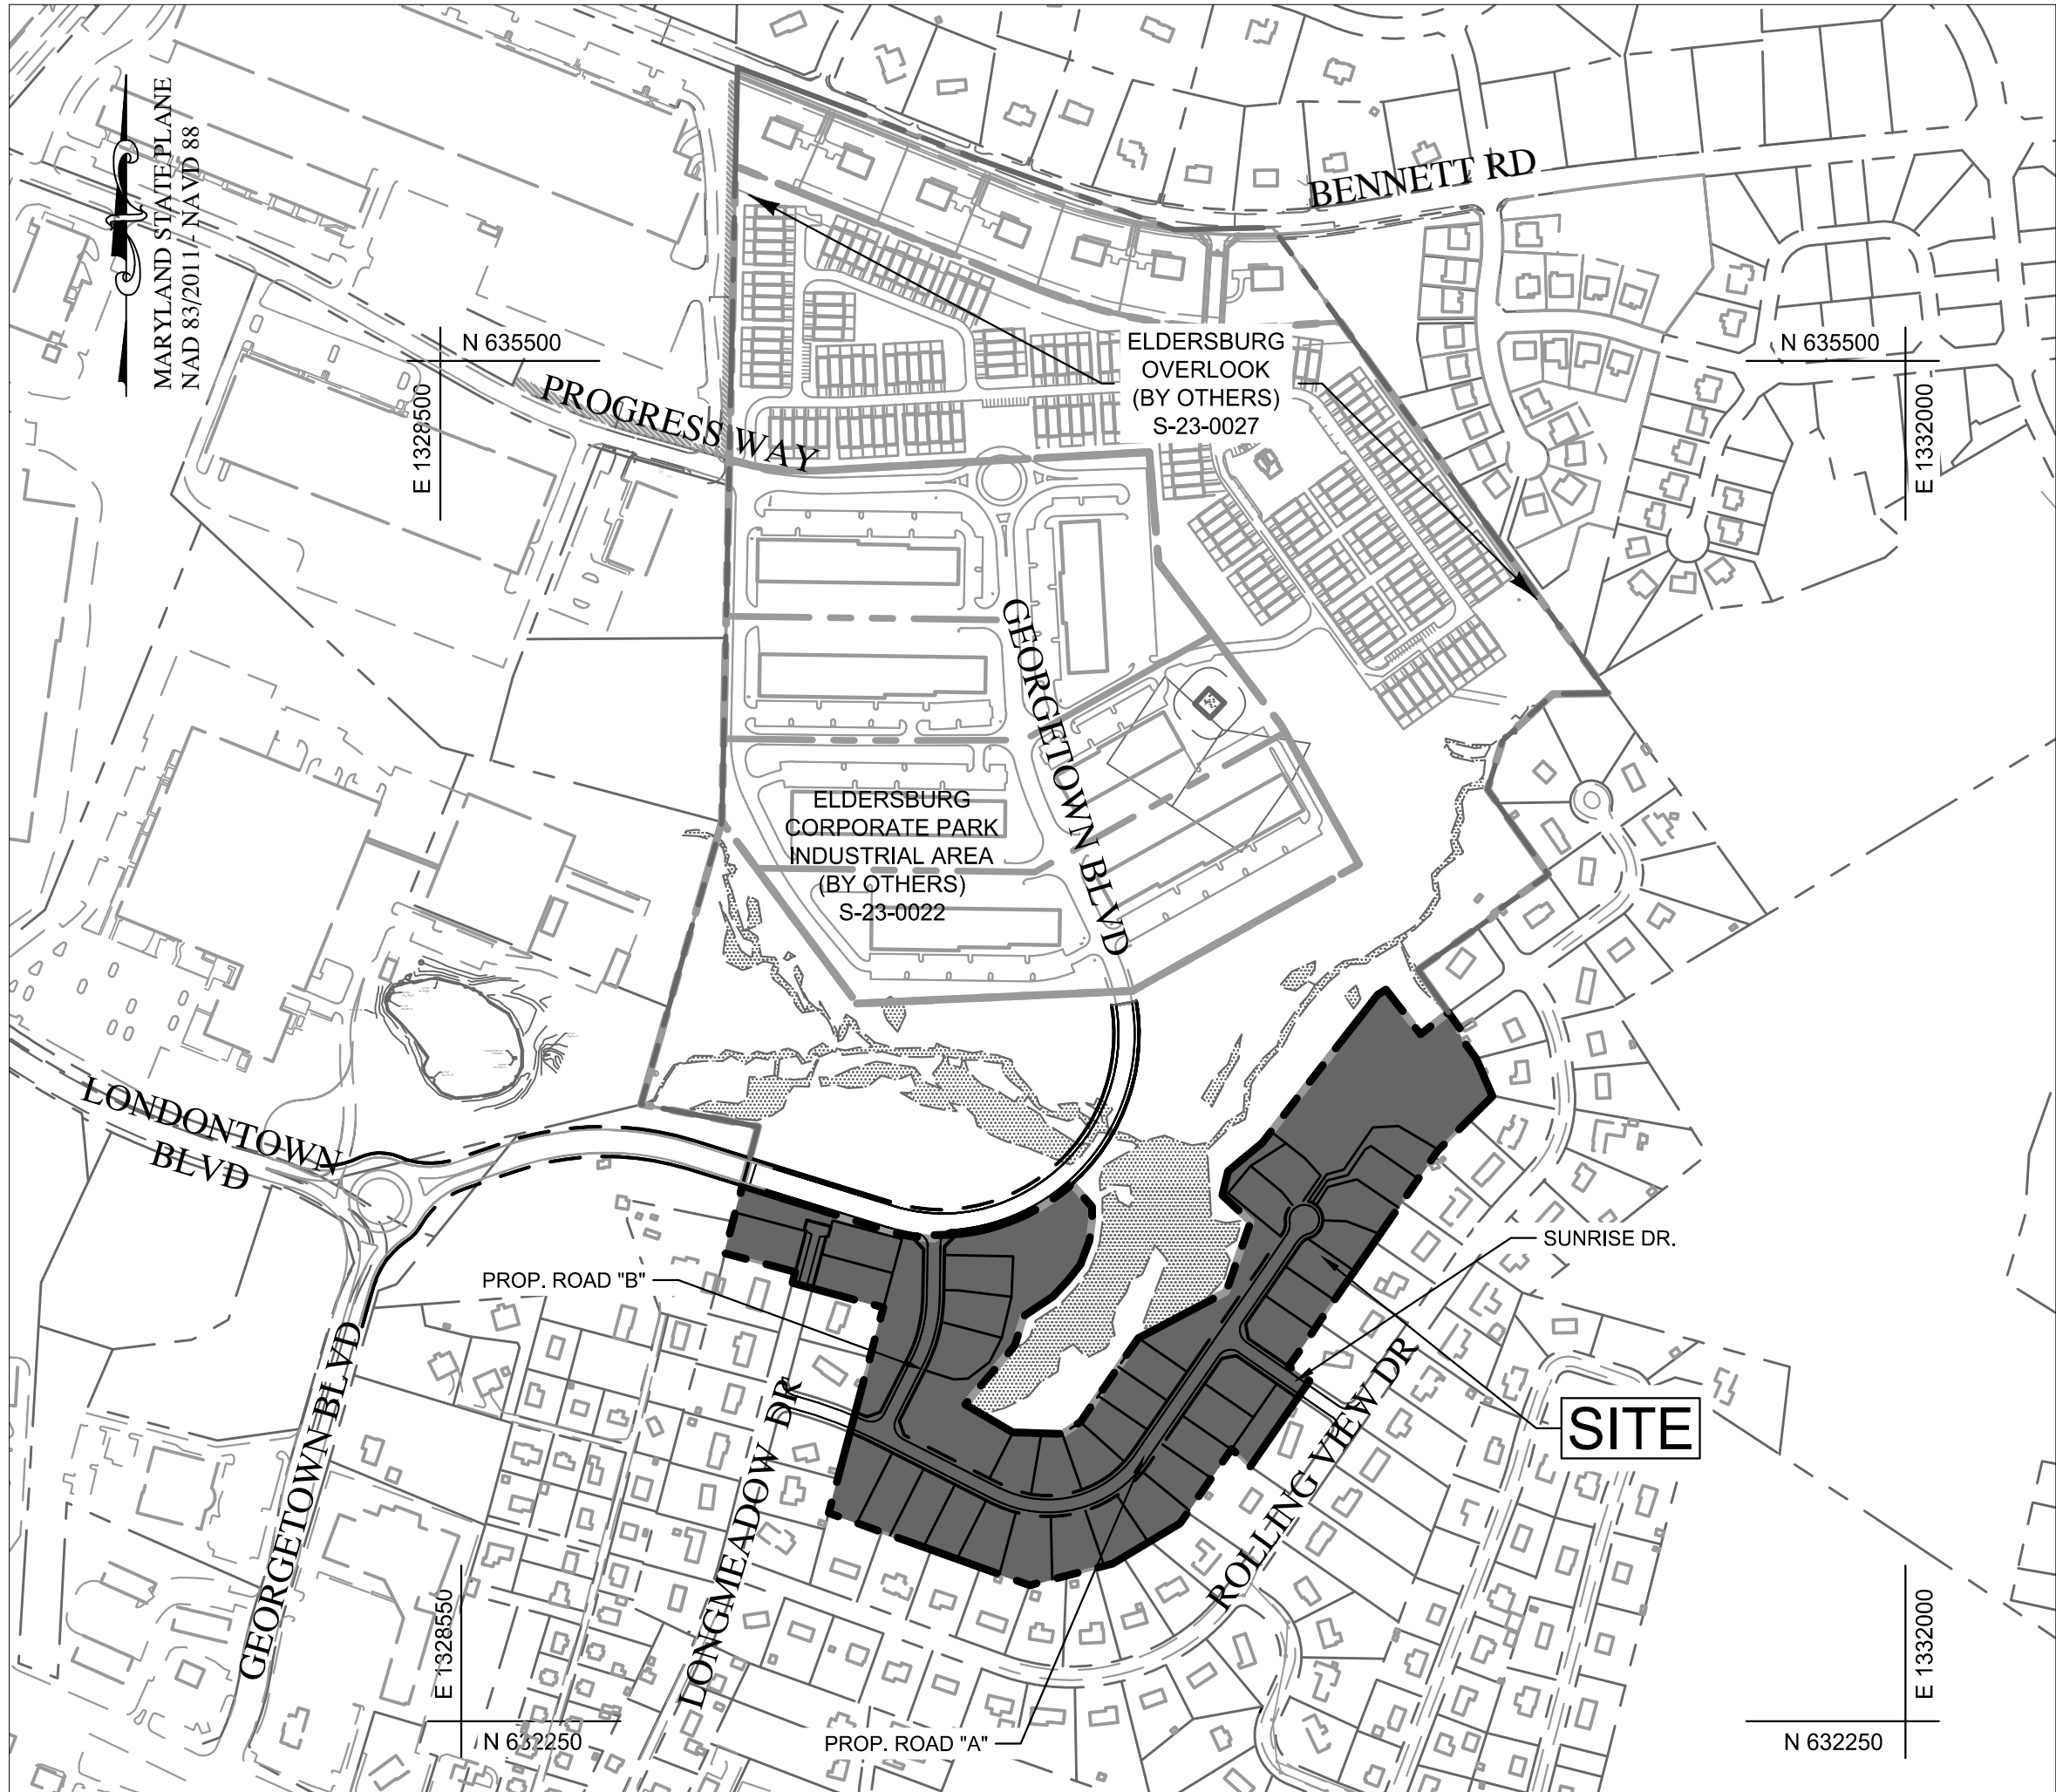 MARYLAND STATE PLANE
NAD 83/2011 - NAVD 88
BENNETT RD
N 635500
E 1328500
PROGRESS WAY
ELDERSBURG
OVERLOOK
(BY OTHERS)
S-23-0027
N 635500
E 1332000
GEORGETOWN BLVD
ELDERSBURG
CORPORATE PARK
INDUSTRIAL AREA
(BY OTHERS)
S-23-0022
LONDONTOWN
BLVD
SUNRISE DR.
PROP. ROAD "B"
SITE
GEORGETOWN BLVD
LONGMEADOW DR
ROLLING VIEW DR
E 1328550
N 632250
PROP. ROAD "A"
E 1332000
N 632250